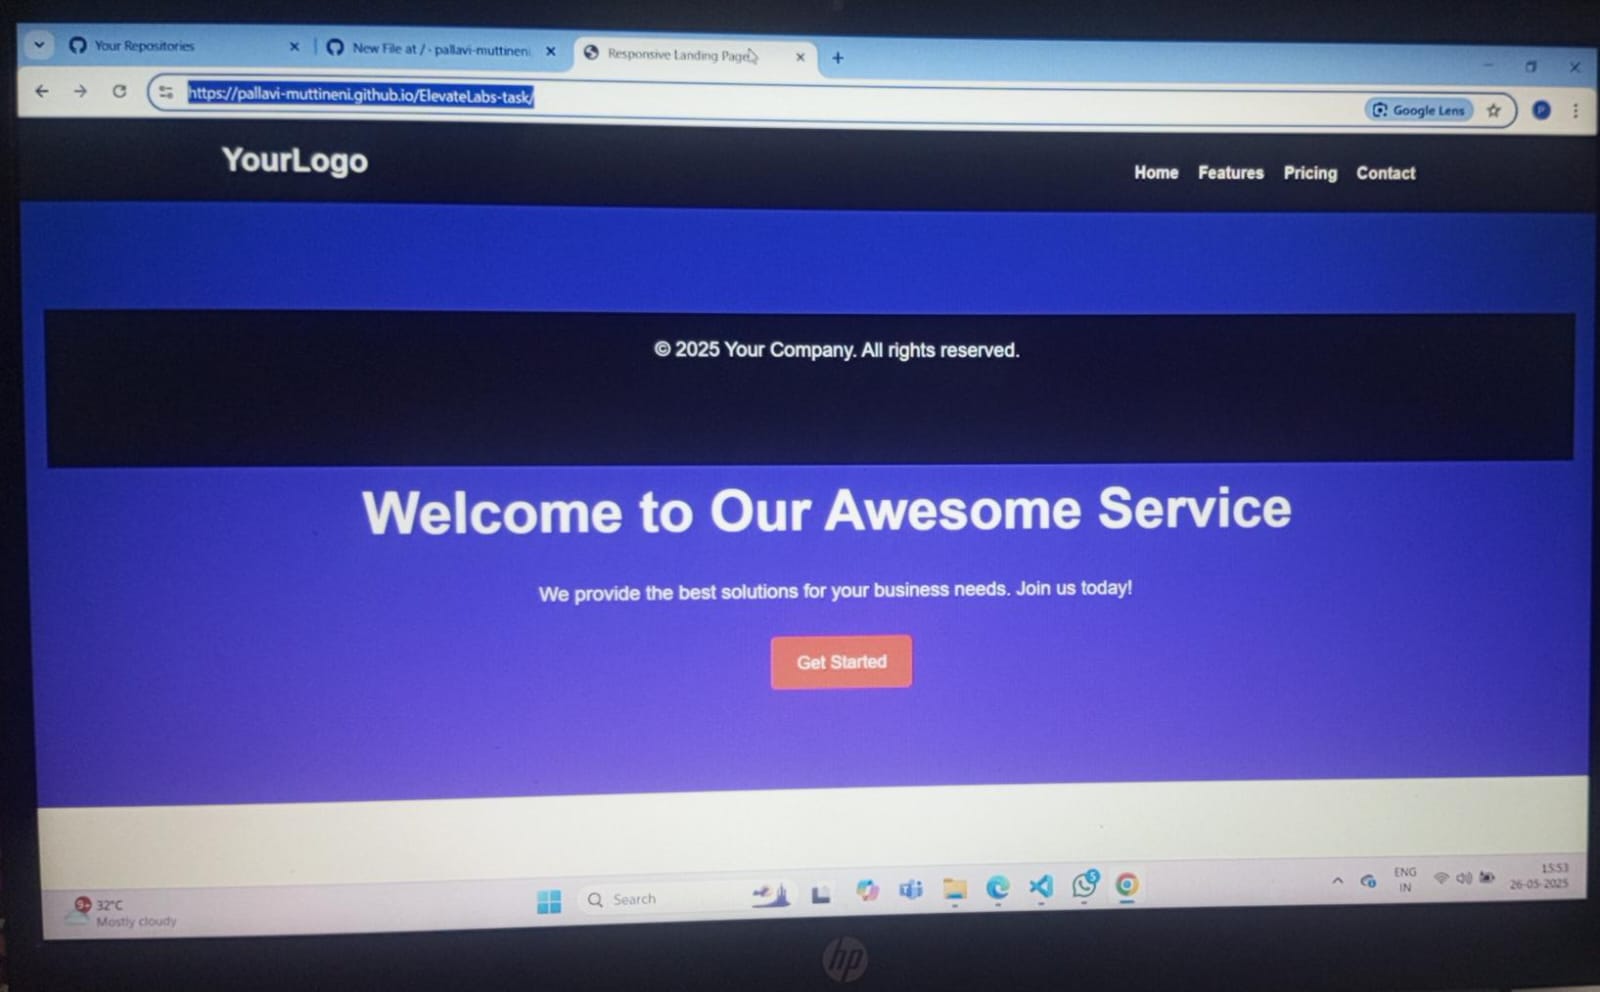 Your Repositories
New File at / · pallavi-muttineni
Responsive Landing Page
https://pallavi-muttineni.github.io/ElevateLabs-task/
Google Lens
P
YourLogo
Home Features Pricing Contact
© 2025 Your Company. All rights reserved.
Welcome to Our Awesome Service
We provide the best solutions for your business needs. Join us today!
Get Started
9+
32°C
Mostly cloudy
Search
5
ENG
IN
15:53
26-05-2025
hp